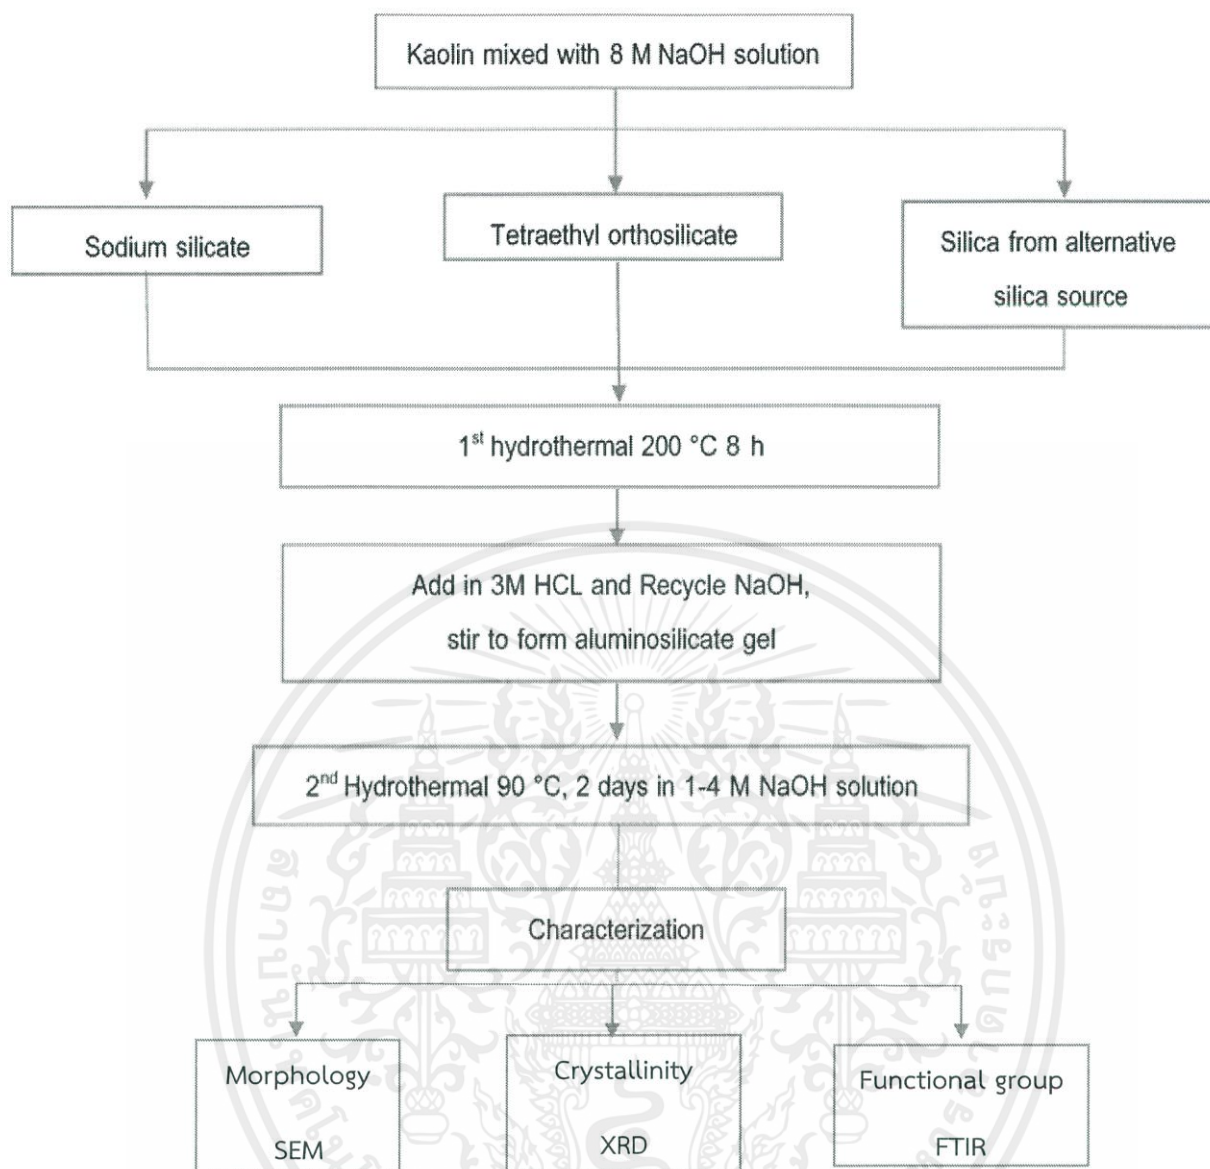 Kaolin mixed with 8 M NaOH solution
Sodium silicate
Tetraethyl orthosilicate
Silica from alternative
silica source
1st hydrothermal 200 °C 8 h
Add in 3M HCL and Recycle NaOH,
stir to form aluminosilicate gel
2nd Hydrothermal 90 °C, 2 days in 1-4 M NaOH solution
Characterization
Morphology
SEM
Crystallinity
XRD
Functional group
FTIR